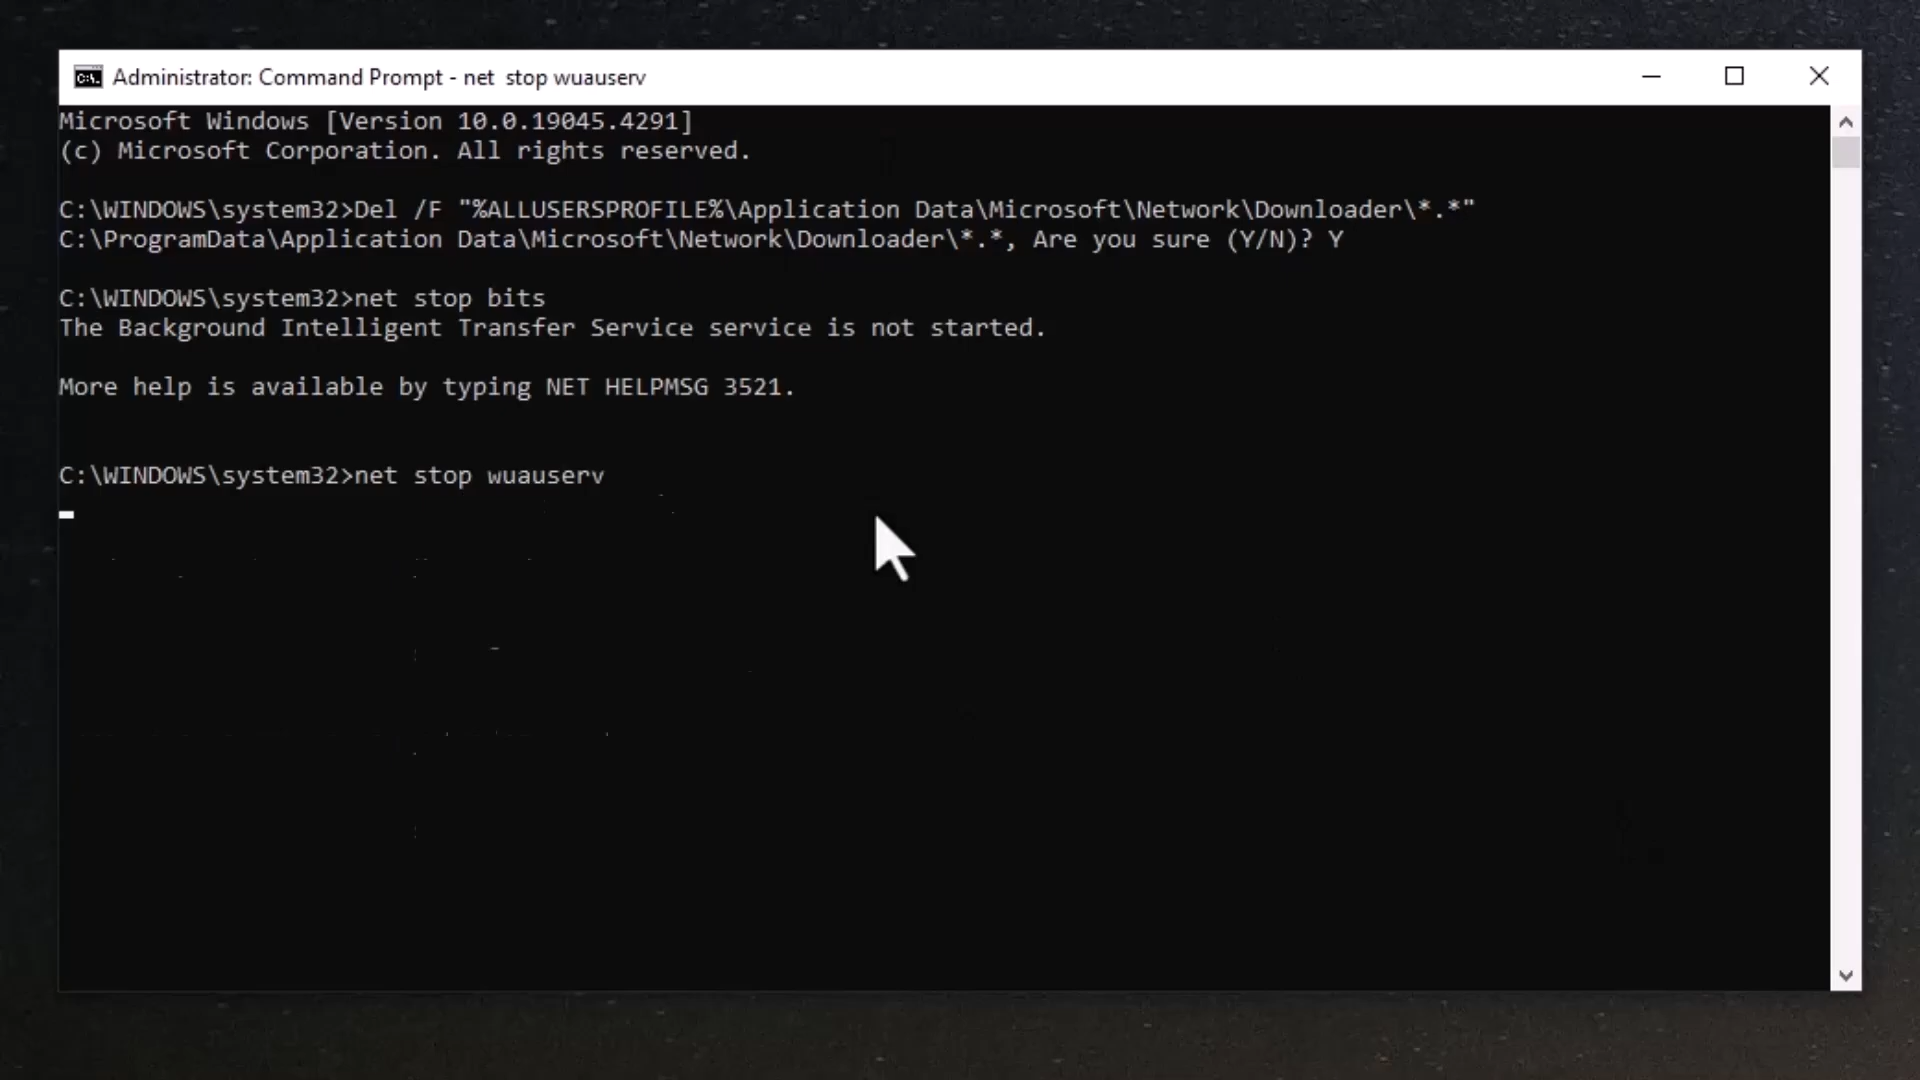 Administrator: Command Prompt - net  stop wuauserv
Microsoft Windows [Version 10.0.19045.4291]
(c) Microsoft Corporation. All rights reserved.
C:\WINDOWS\system32>Del /F "%ALLUSERSPROFILE%\Application Data\Microsoft\Network\Downloader\*.*"
C:\ProgramData\Application Data\Microsoft\Network\Downloader\*.*, Are you sure (Y/N)? Y
C:\WINDOWS\system32>net stop bits
The Background Intelligent Transfer Service service is not started.
More help is available by typing NET HELPMSG 3521.
C:\WINDOWS\system32>net stop wuauserv